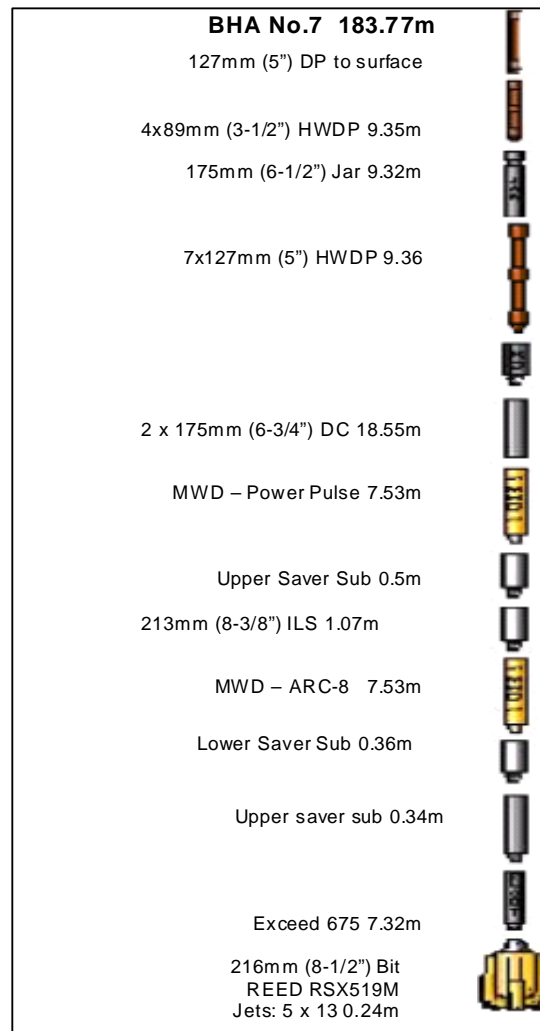 BHA No.7 183.77m
127mm (5”) DP to surface
4x89mm (3-1/2”) HWDP 9.35m
175mm (6-1/2”) Jar 9.32m
7x127mm (5”) HWDP 9.36
2 x 175mm (6-3/4”) DC 18.55m
MWD – Power Pulse 7.53m
Upper Saver Sub 0.5m
213mm (8-3/8”) ILS 1.07m
MWD – ARC-8 7.53m
Lower Saver Sub 0.36m
Upper saver sub 0.34m
Exceed 675 7.32m
216mm (8-1/2”) Bit
REED RSX519M
Jets: 5 x 13 0.24m